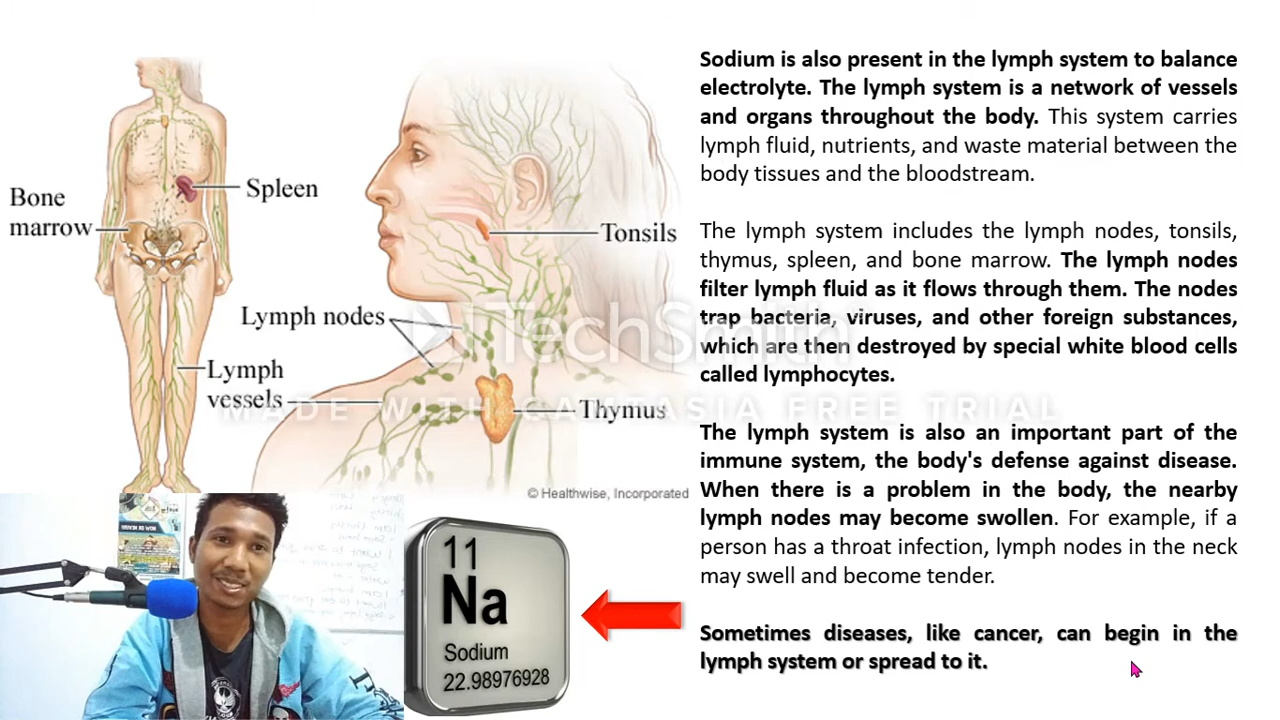 Sodium is also present in the lymph system to balance
electrolyte. The lymph system is a network of vessels
and organs throughout the body. This system carries
lymph fluid, nutrients, and waste material between the
body tissues and the bloodstream.
The lymph system includes the lymph nodes, tonsils,
thymus, spleen, and bone marrow. The lymph nodes
filter lymph fluid as it flows through them. The nodes
trap bacteria, viruses, and other foreign substances,
which are then destroyed by special white blood cells
called lymphocytes.
The lymph system is also an important part of the
immune system, the body's defense against disease.
When there is a problem in the body, the nearby
lymph nodes may become swollen. For example, if a
person has a throat infection, lymph nodes in the neck
may swell and become tender.
Sometimes diseases, like cancer, can begin in the
lymph system or spread to it.
Bone
marrow
Spleen
Tonsils
Lymph nodes
Lymph
vessels
Thymus
© Healthwise, Incorporated
TechSmith
MADE WITH CAMTASIA FREE TRIAL
11
Na
Sodium
22.98976928